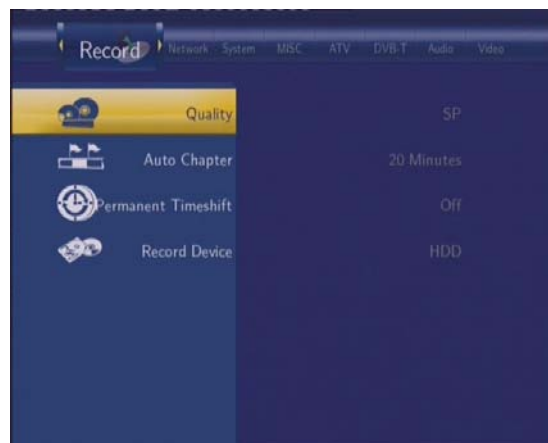 Record Network System MISC ATV DVB-T Audio Video
Quality SP
Auto Chapter 20 Minutes
Permanent Timeshift Off
Record Device HDD